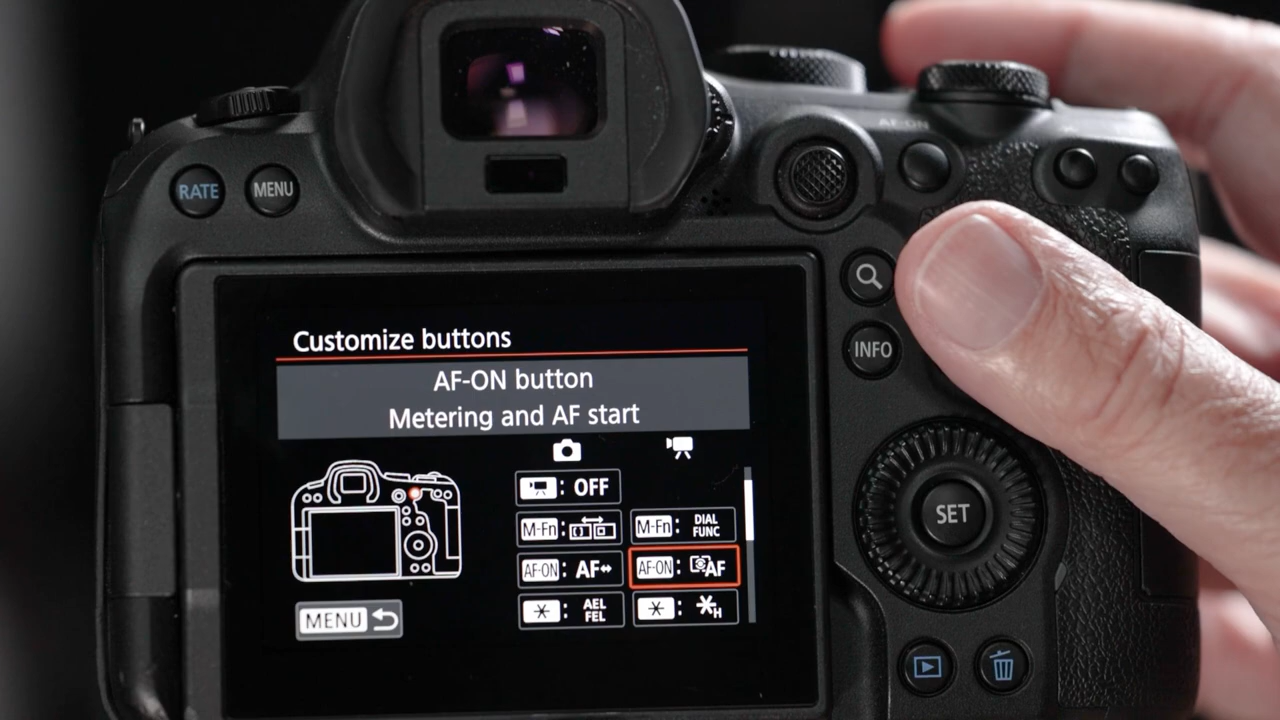 AF-ON
RATE
MENU
INFO
SET
Customize buttons
AF-ON button
Metering and AF start
: OFF
M-Fn :
M-Fn : DIAL FUNC
AF-ON : AF
AF-ON : AF
* : AEL FEL
* : *H
MENU